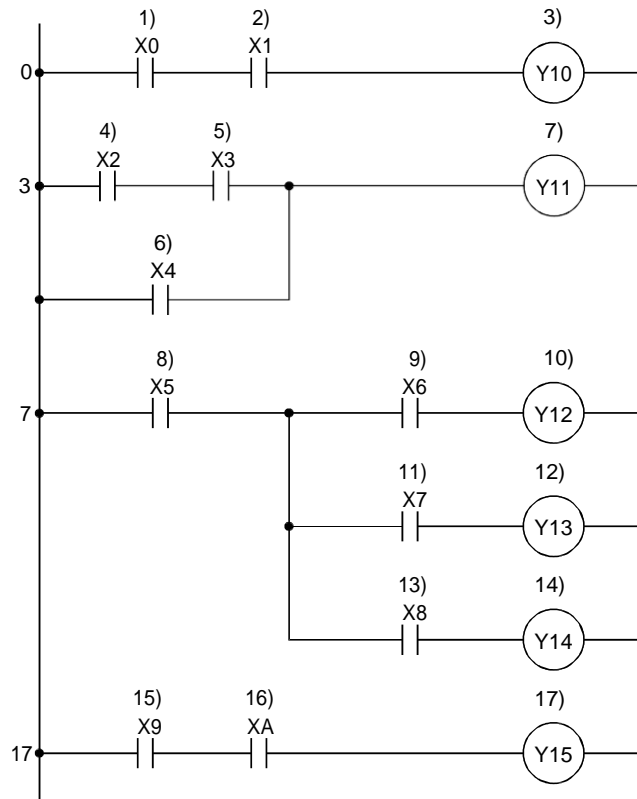 1) 2) 3)
X0 X1
0 Y10
4) 5) 7)
X2 X3
3 Y11
6)
X4
8) 9) 10)
X5 X6
7 Y12
11) 12)
X7
Y13
13) 14)
X8
Y14
15) 16) 17)
X9 XA
17 Y15